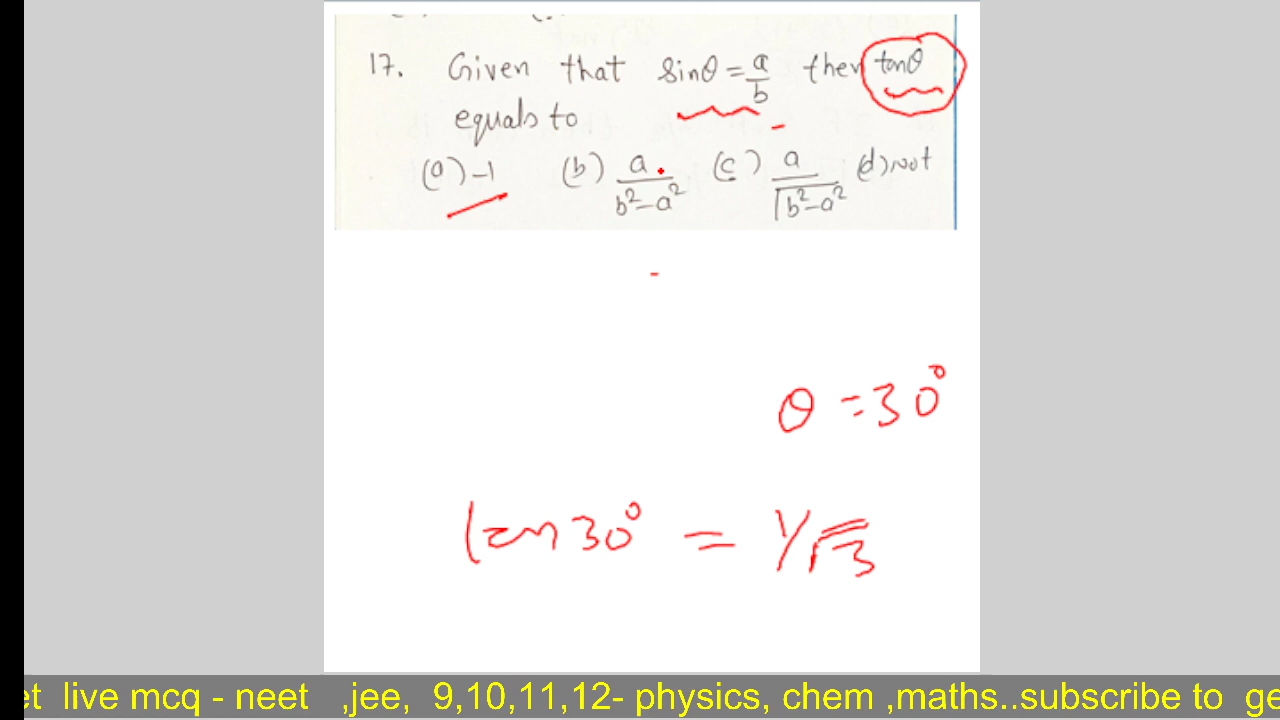 17. Given that sinθ = a/b then tanθ
equals to
(a) -1 (b) a/b²-a² (c) a/√b²-a² (d) not
θ = 30°
tan 30° = 1/√3
et live mcq - neet ,jee, 9,10,11,12- physics, chem ,maths..subscribe to ge